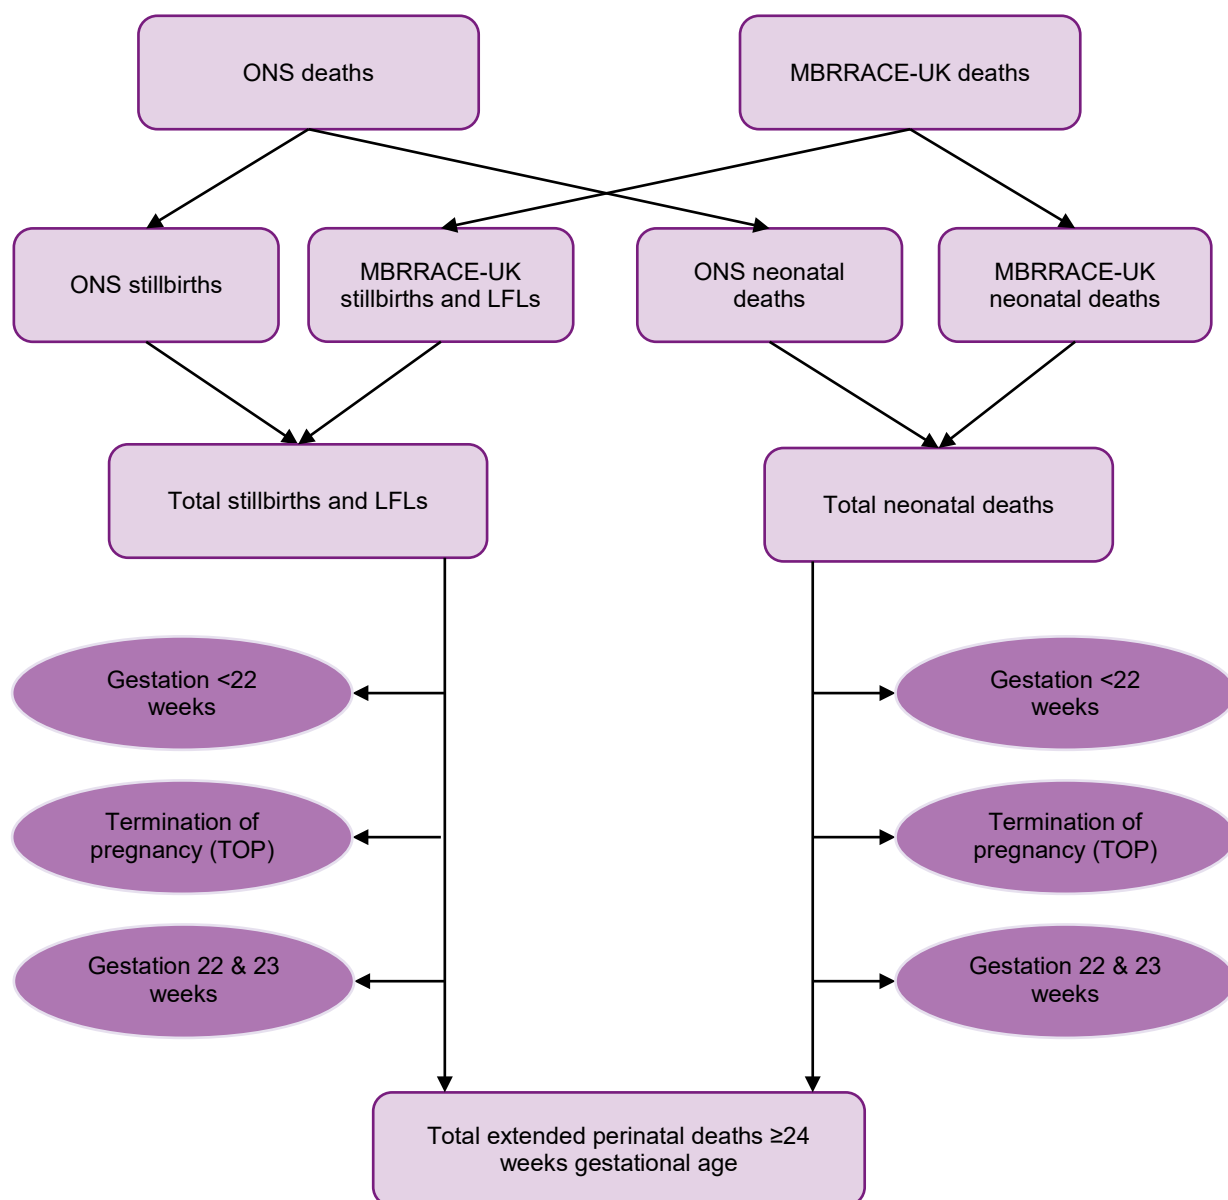 ONS deaths
MBRRACE-UK deaths
ONS stillbirths
MBRRACE-UK
stillbirths and LFLs
ONS neonatal
deaths
MBRRACE-UK
neonatal deaths
Total stillbirths and LFLs
Total neonatal deaths
Gestation <22
weeks
Gestation <22
weeks
Termination of
pregnancy (TOP)
Termination of
pregnancy (TOP)
Gestation 22 & 23
weeks
Gestation 22 & 23
weeks
Total extended perinatal deaths ≥24
weeks gestational age